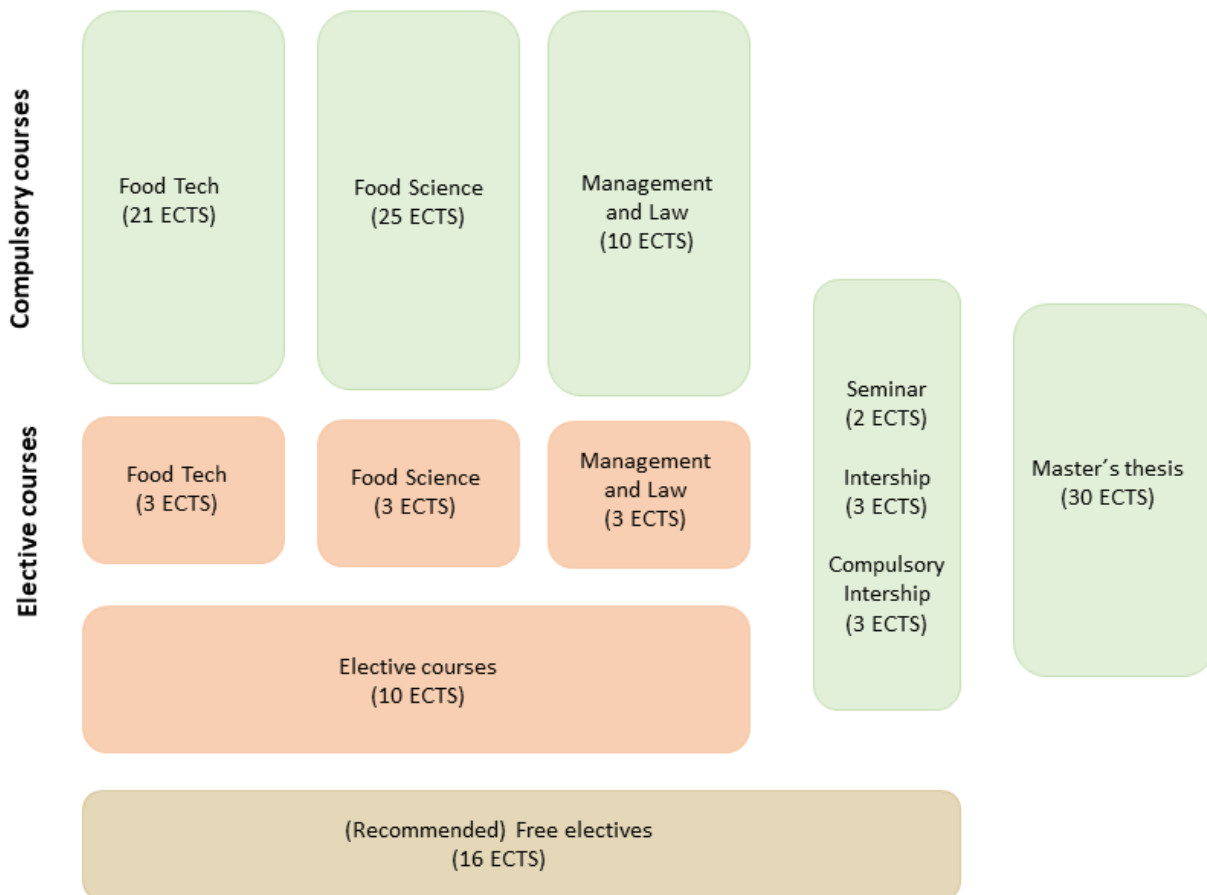 Compulsory courses
Food Tech
(21 ECTS)
Food Science
(25 ECTS)
Management
and Law
(10 ECTS)
Elective courses
Food Tech
(3 ECTS)
Food Science
(3 ECTS)
Management
and Law
(3 ECTS)
Elective courses
(10 ECTS)
Seminar
(2 ECTS)
Intership
(3 ECTS)
Compulsory
Intership
(3 ECTS)
Master´s thesis
(30 ECTS)
(Recommended) Free electives
(16 ECTS)